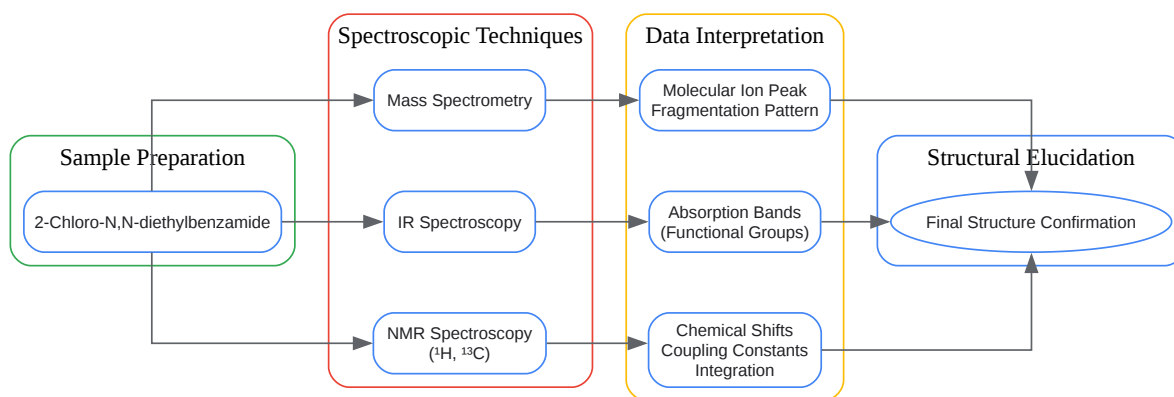 Spectroscopic Techniques
Data Interpretation
Mass Spectrometry
Molecular Ion Peak
Fragmentation Pattern
Sample Preparation
Structural Elucidation
2-Chloro-N,N-diethylbenzamide
IR Spectroscopy
Absorption Bands
(Functional Groups)
Final Structure Confirmation
NMR Spectroscopy
(¹H, ¹³C)
Chemical Shifts
Coupling Constants
Integration